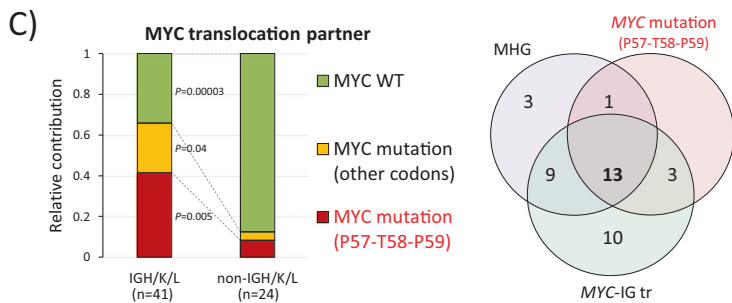 C)
MYC translocation partner
Relative contribution
1
0.8
0.6
0.4
0.2
0
P=0.00003
P=0.04
P=0.005
IGH/K/L
(n=41)
non-IGH/K/L
(n=24)
MYC WT
MYC mutation
(other codons)
MYC mutation
(P57-T58-P59)
MHG
MYC mutation
(P57-T58-P59)
3
1
9
13
3
10
MYC-IG tr